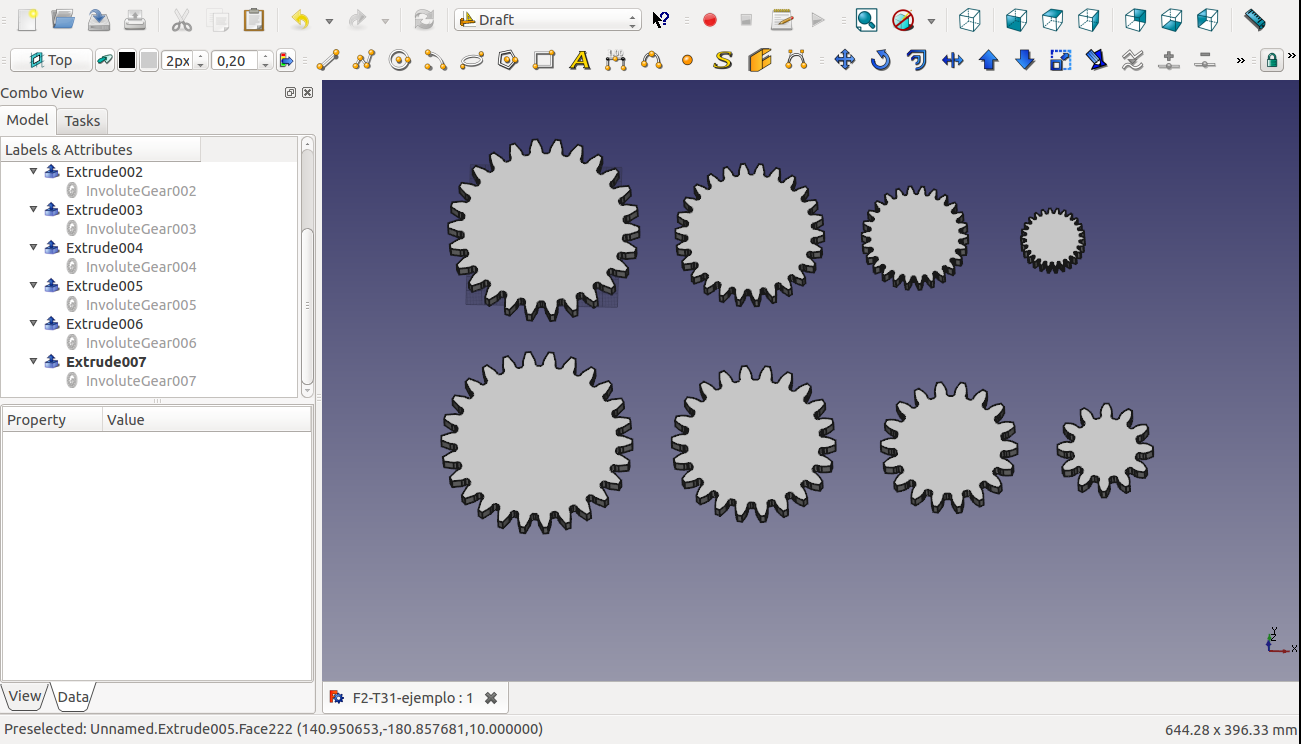 Draft
Top
2px
0,20
Combo View
Model
Tasks
Labels & Attributes
Extrude002
InvoluteGear002
Extrude003
InvoluteGear003
Extrude004
InvoluteGear004
Extrude005
InvoluteGear005
Extrude006
InvoluteGear006
Extrude007
InvoluteGear007
Property
Value
View
Data
Y
Z
X
F2-T31-ejemplo : 1
Preselected: Unnamed.Extrude005.Face222 (140.950653,-180.857681,10.000000)
644.28 x 396.33 mm